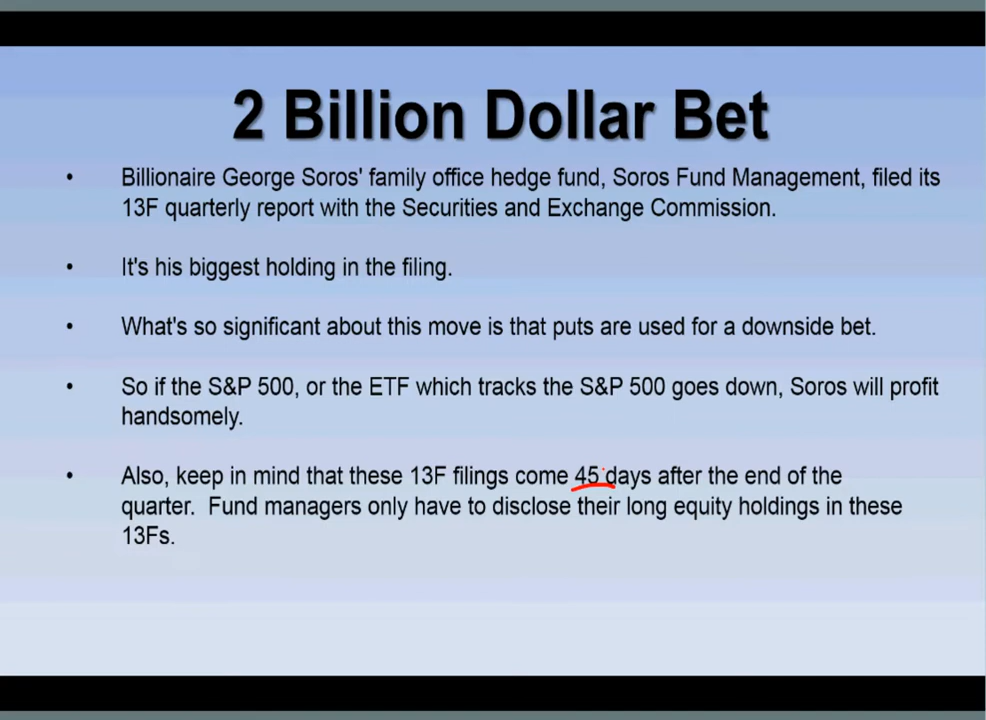 2 Billion Dollar Bet
• Billionaire George Soros' family office hedge fund, Soros Fund Management, filed its
13F quarterly report with the Securities and Exchange Commission.
• It's his biggest holding in the filing.
• What's so significant about this move is that puts are used for a downside bet.
• So if the S&P 500, or the ETF which tracks the S&P 500 goes down, Soros will profit
handsomely.
• Also, keep in mind that these 13F filings come 45 days after the end of the
quarter. Fund managers only have to disclose their long equity holdings in these
13Fs.